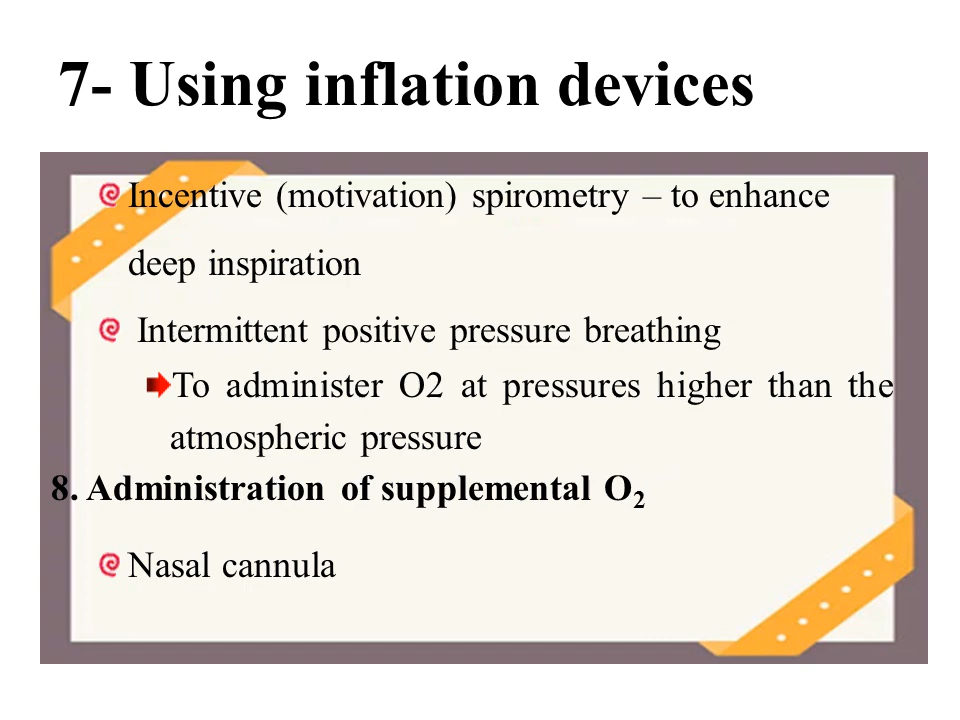 7- Using inflation devices
Incentive (motivation) spirometry – to enhance
deep inspiration
Intermittent positive pressure breathing
To administer O2 at pressures higher than the
atmospheric pressure
8. Administration of supplemental O₂
Nasal cannula